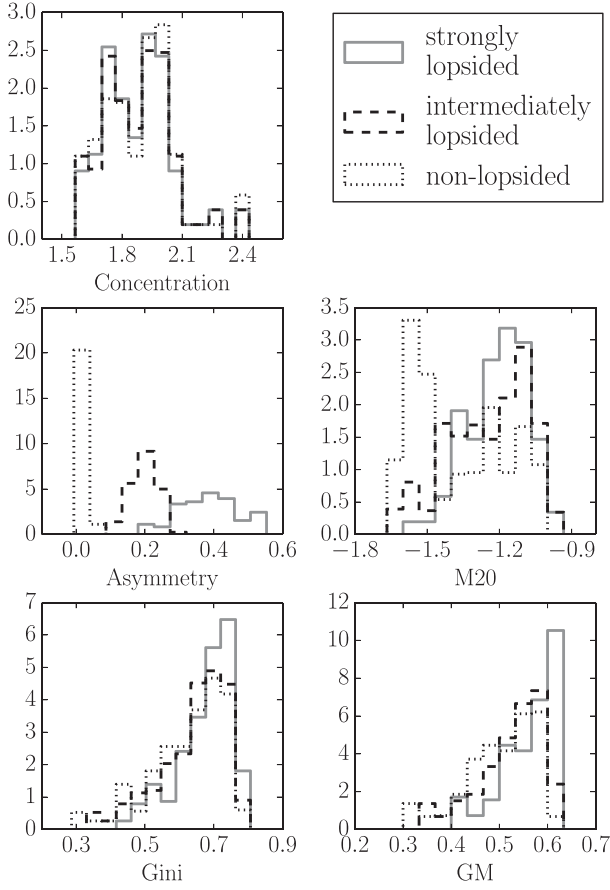 3.0
2.5
2.0
1.5
1.0
0.5
0.0
1.5 1.8 2.1 2.4
Concentration
strongly
lopsided
intermediately
lopsided
non-lopsided
25
20
15
10
5
0
0.0 0.2 0.4 0.6
Asymmetry
3.5
3.0
2.5
2.0
1.5
1.0
0.5
0.0
−1.8 −1.5 −1.2 −0.9
M20
7
6
5
4
3
2
1
0
0.3 0.5 0.7 0.9
Gini
12
10
8
6
4
2
0
0.2 0.3 0.4 0.5 0.6 0.7
GM